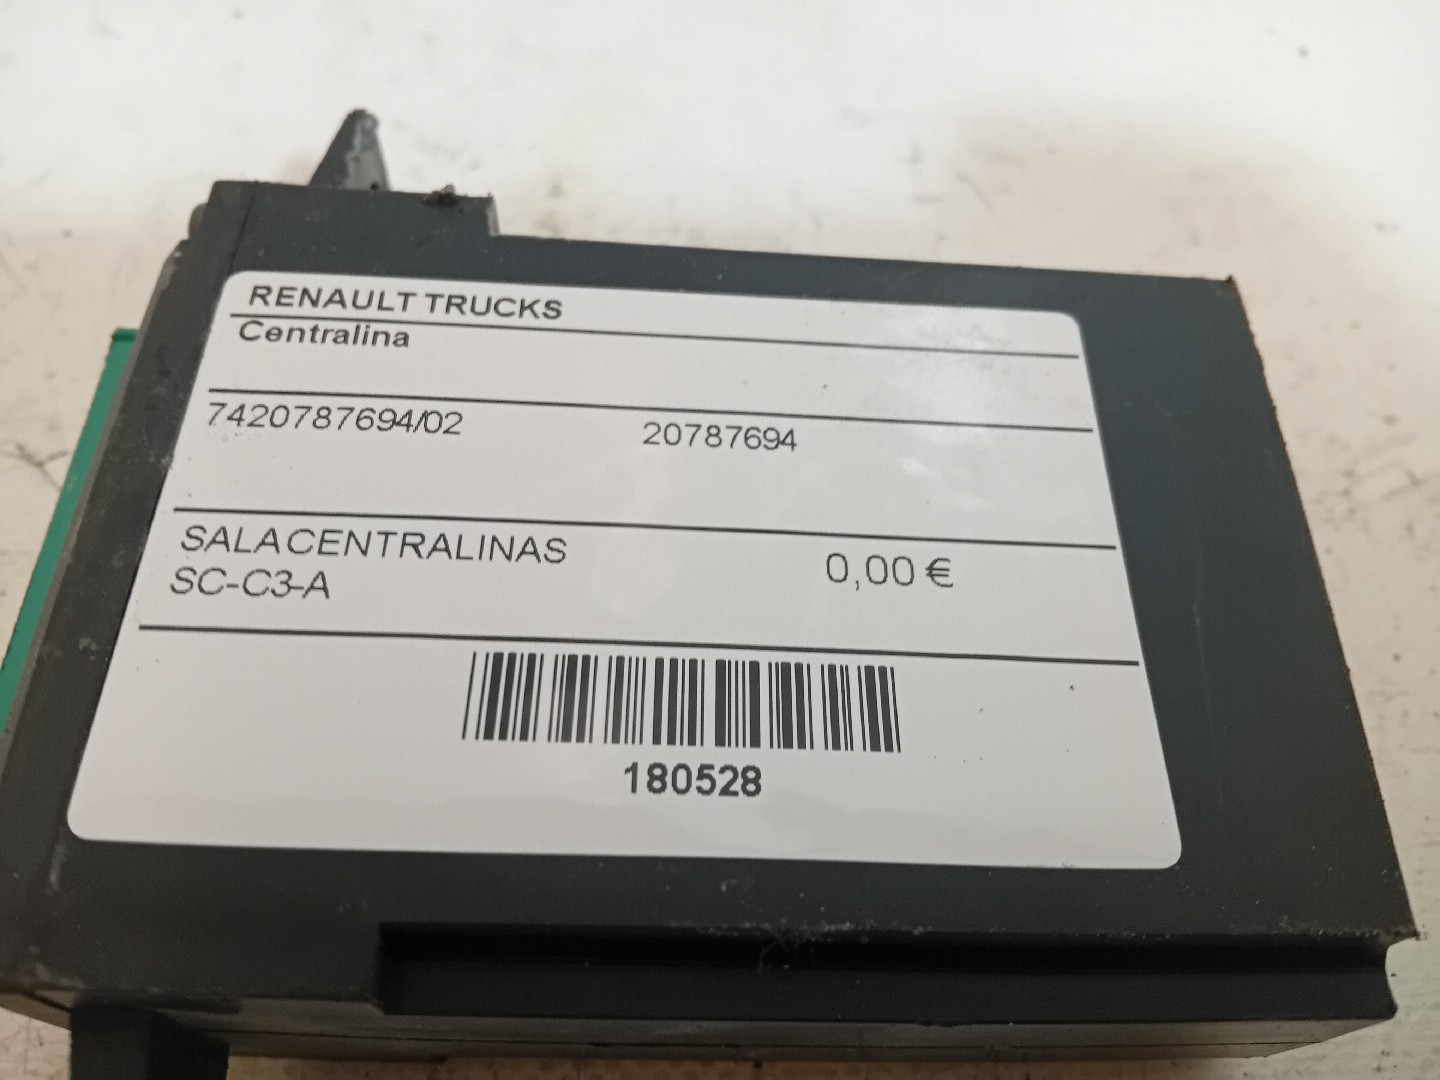 RENAULT TRUCKS
Centralina
7420787694/02 20787694
SALACENTRALINAS 0,00 €
SC-C3-A
180528